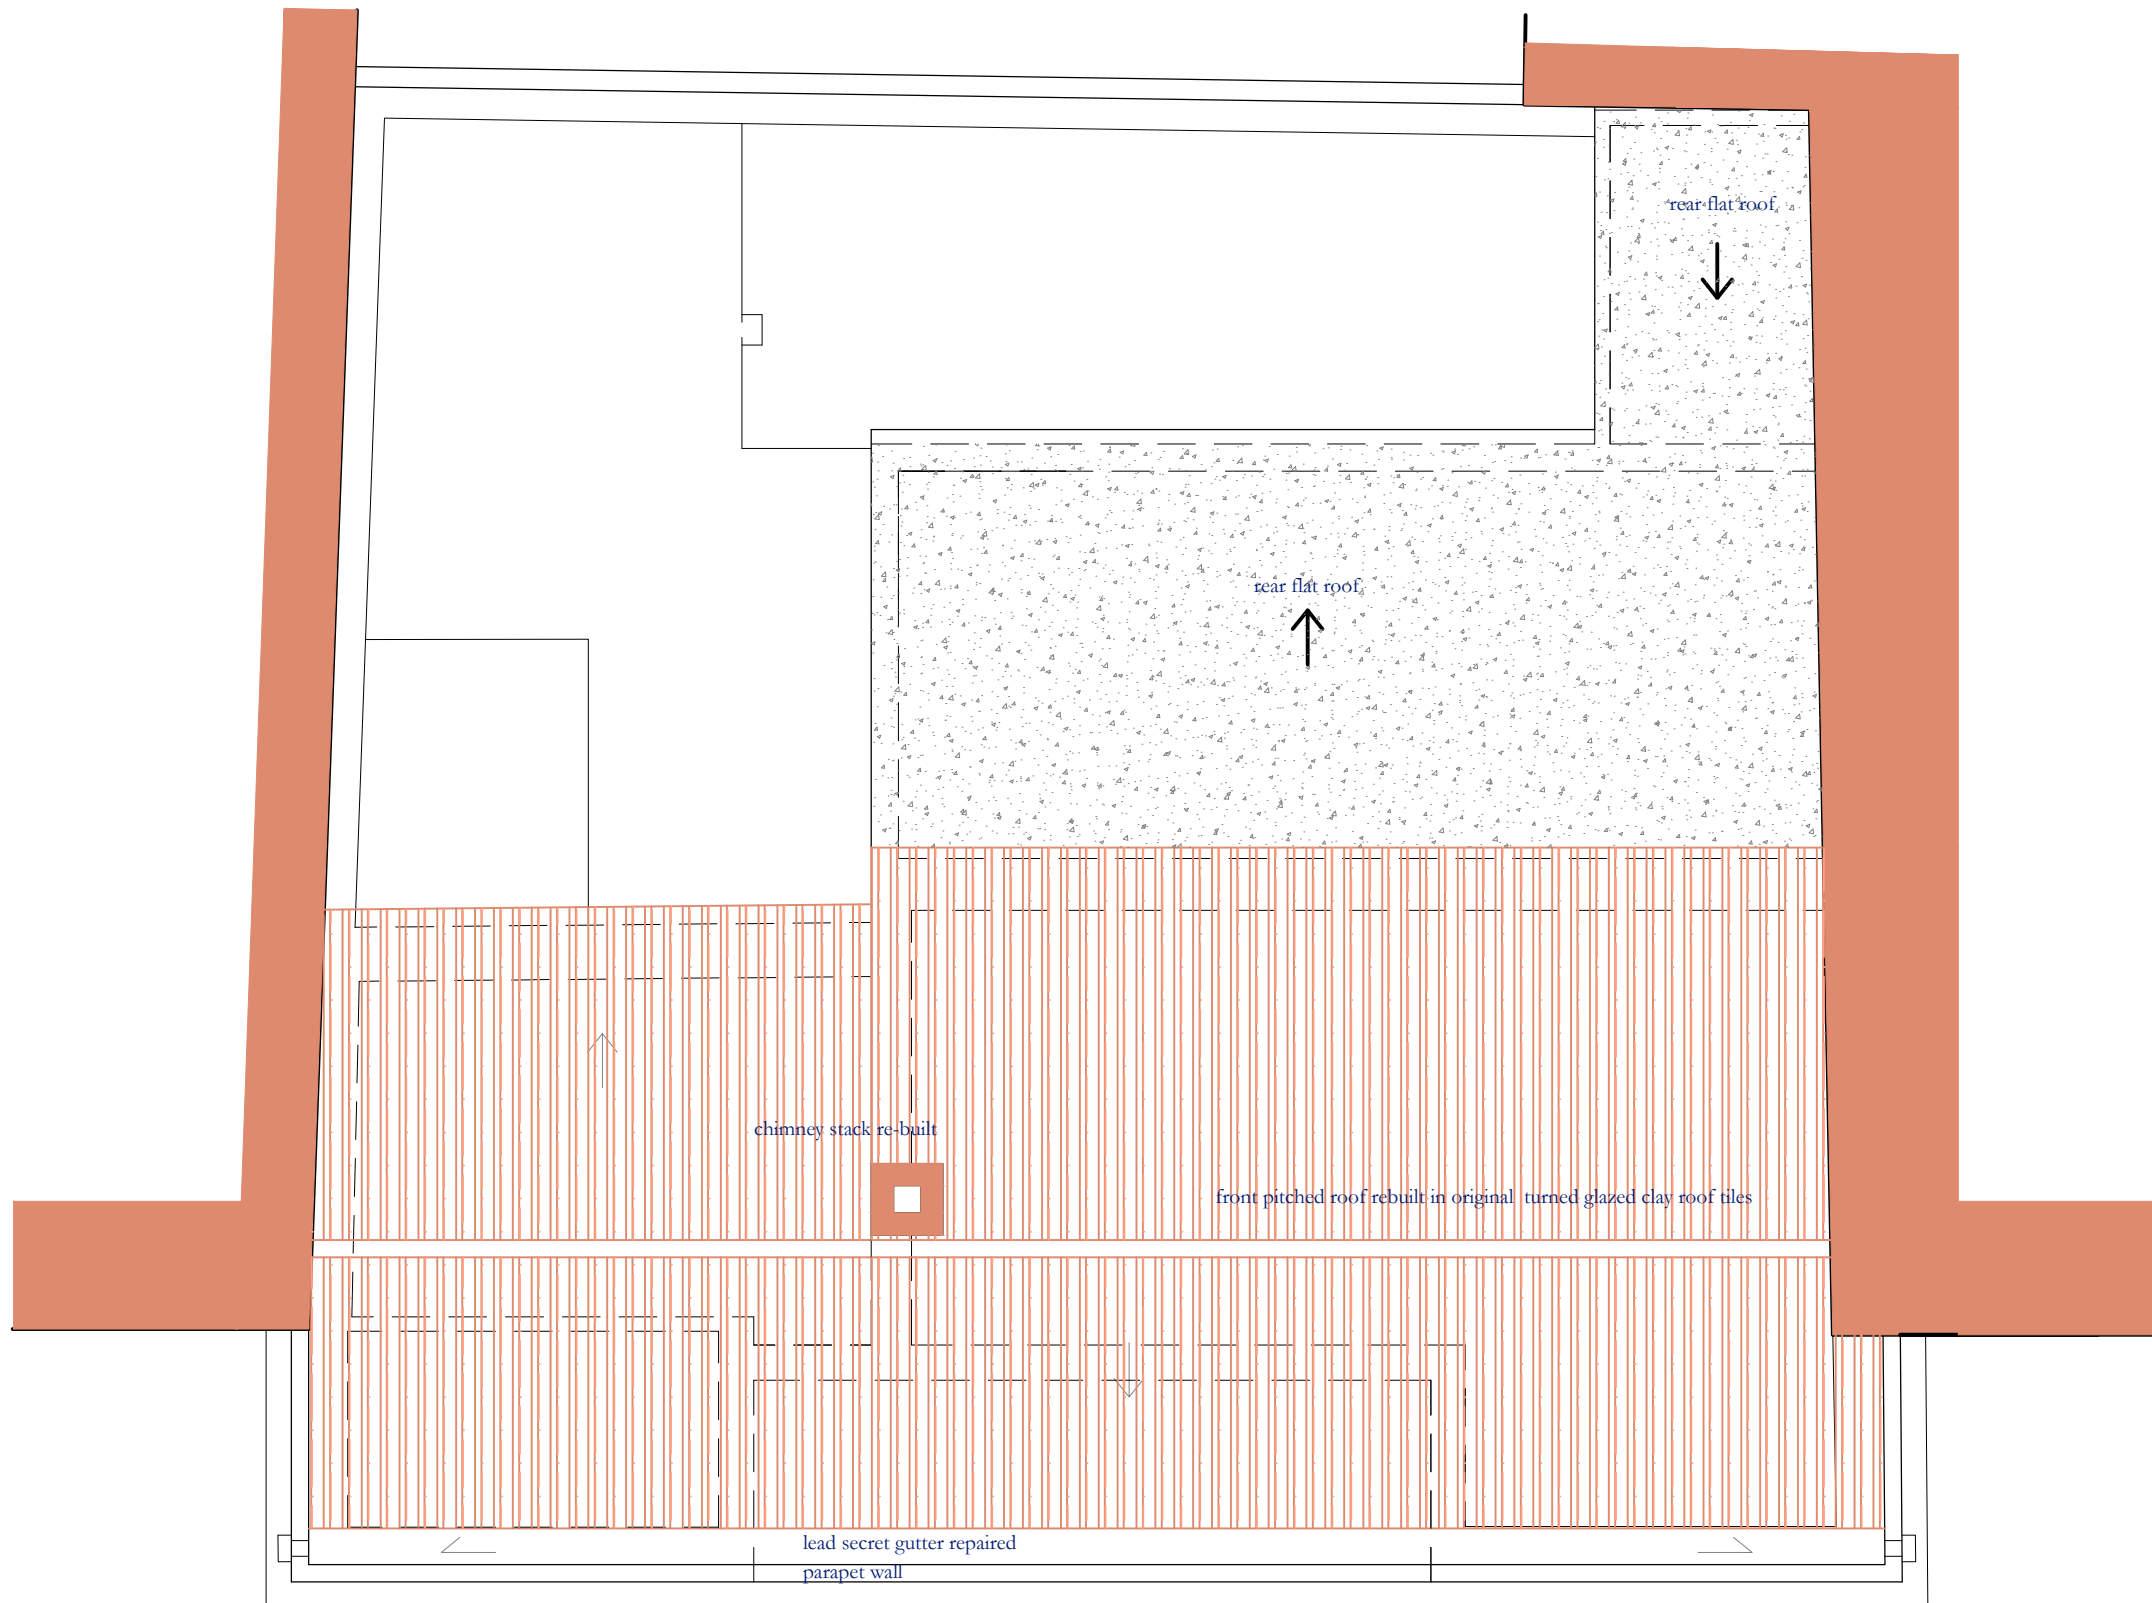 rear flat roof
rear flat roof
chimney stack re-built
front pitched roof rebuilt in original turned glazed clay roof tiles
lead secret gutter repaired
parapet wall